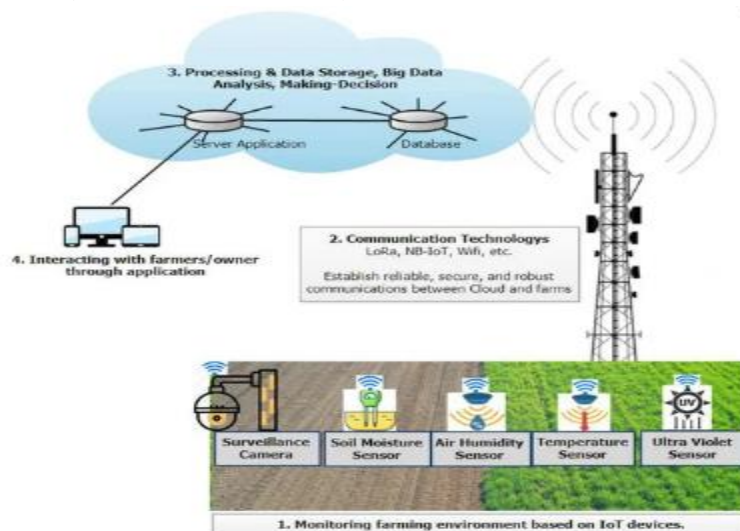 3. Processing & Data Storage, Big Data
Analysis, Making-Decision
Server Application
Database
4. Interacting with farmers/owner
through application
2. Communication Technologys
LoRa, NB-IoT, Wifi, etc.
Establish reliable, secure, and robust
communications between Cloud and farms
UV
Surveillance
Camera
Soil Moisture
Sensor
Air Humidity
Sensor
Temperature
Sensor
Ultra Violet
Sensor
1. Monitoring farming environment based on IoT devices.